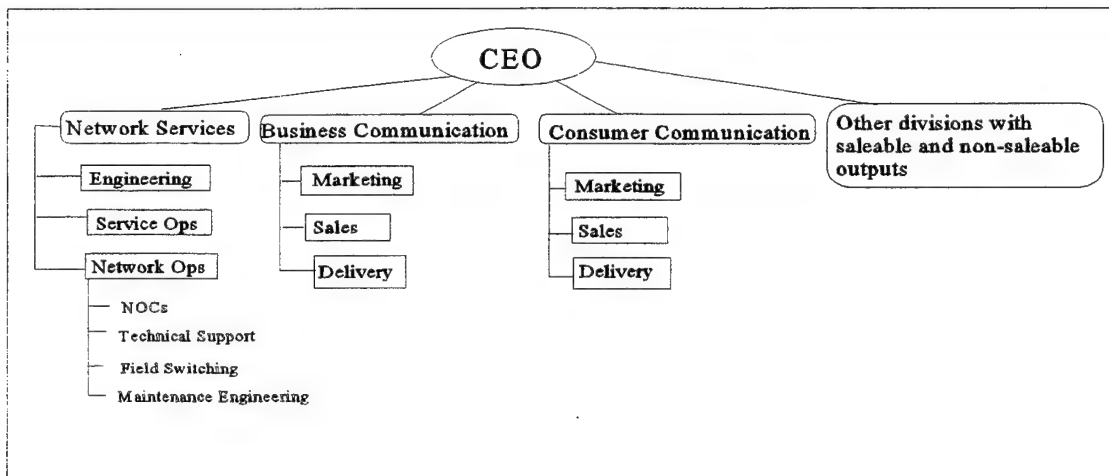 CEO
Network Services
Engineering
Service Ops
Network Ops
NOCs
Technical Support
Field Switching
Maintenance Engineering
Business Communication
Marketing
Sales
Delivery
Consumer Communication
Marketing
Sales
Delivery
Other divisions with
saleable and non-saleable
outputs